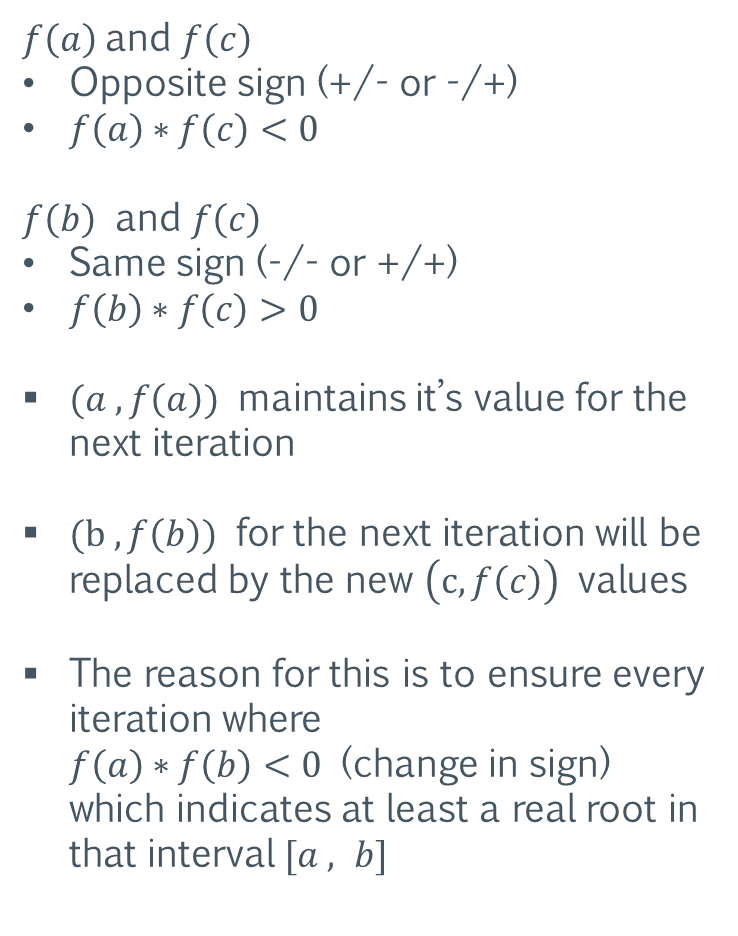 f(a) and f(c)
• Opposite sign (+/- or -/+)
• f(a) ∗ f(c) < 0
f(b) and f(c)
• Same sign (-/- or +/+)
• f(b) ∗ f(c) > 0
▪ (a , f(a)) maintains it’s value for the
next iteration
▪ (b , f(b)) for the next iteration will be
replaced by the new (c, f(c)) values
▪ The reason for this is to ensure every
iteration where
f(a) ∗ f(b) < 0 (change in sign)
which indicates at least a real root in
that interval [a , b]